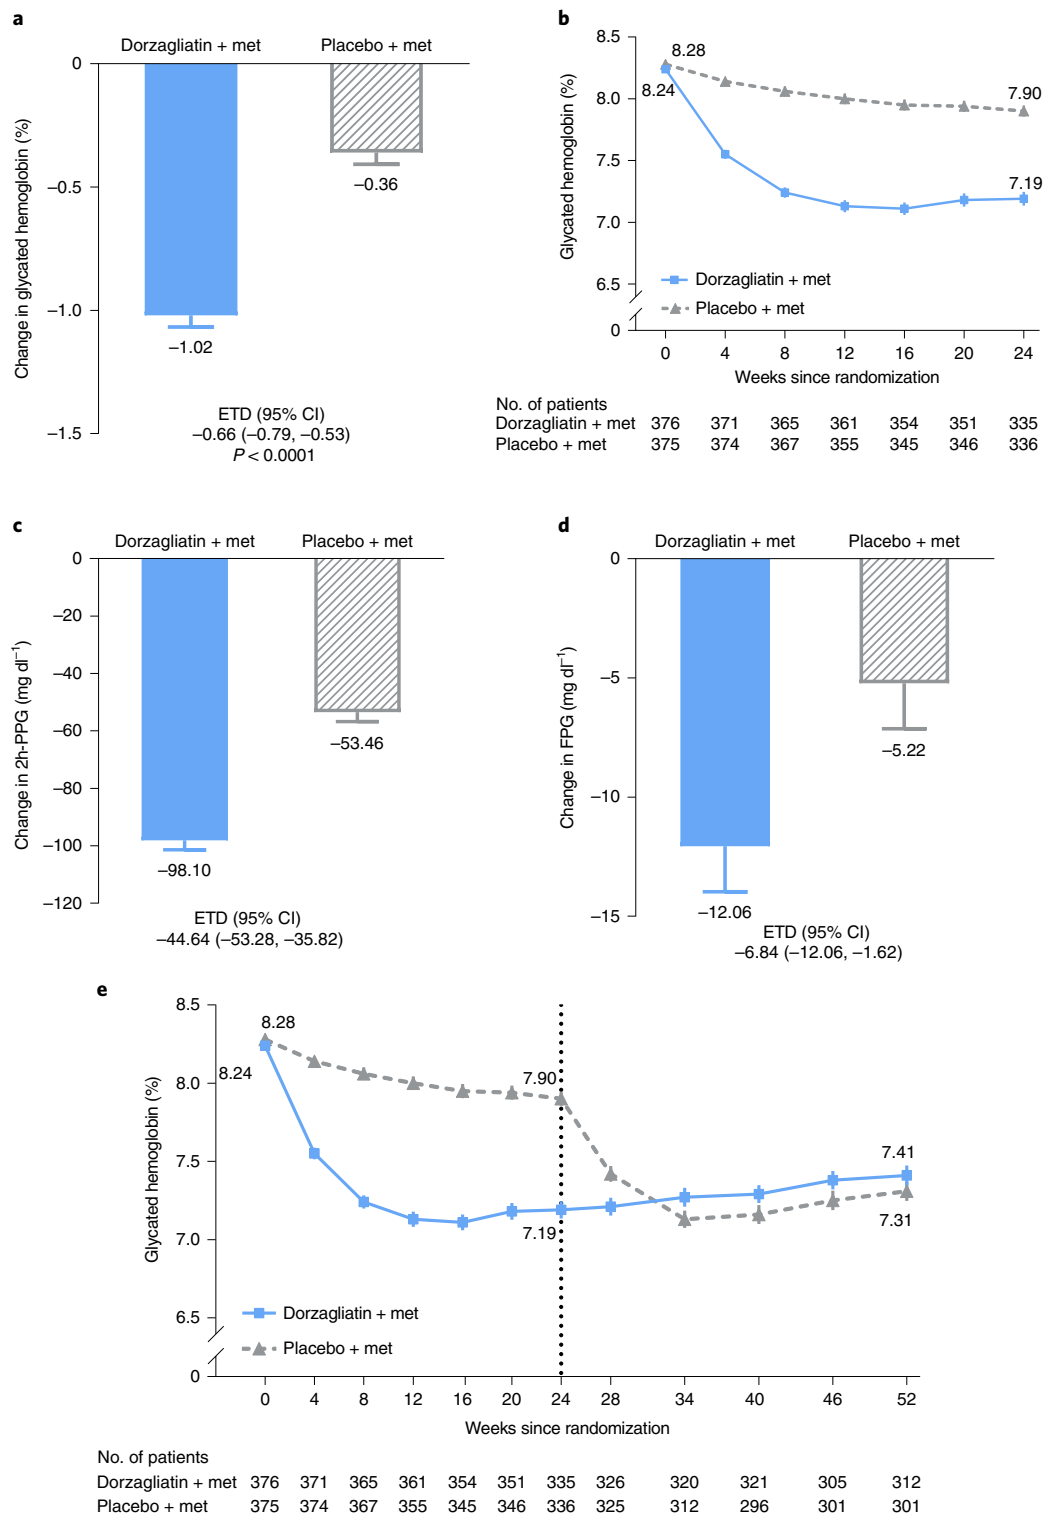 a
Dorzagliatin + met Placebo + met
Change in glycated hemoglobin (%)
0
–0.5
–1.0
–1.5
–0.36
–1.02
ETD (95% CI)
–0.66 (–0.79, –0.53)
P < 0.0001
b
Glycated hemoglobin (%)
8.5
8.0
7.5
7.0
6.5
0
8.28
8.24
7.90
7.19
Dorzagliatin + met
Placebo + met
0 4 8 12 16 20 24
Weeks since randomization
No. of patients
Dorzagliatin + met 376 371 365 361 354 351 335
Placebo + met 375 374 367 355 345 346 336
c
Dorzagliatin + met Placebo + met
Change in 2h-PPG (mg dl⁻¹)
0
–20
–40
–60
–80
–100
–120
–53.46
–98.10
ETD (95% CI)
–44.64 (–53.28, –35.82)
d
Dorzagliatin + met Placebo + met
Change in FPG (mg dl⁻¹)
0
–5
–10
–15
–5.22
–12.06
ETD (95% CI)
–6.84 (–12.06, –1.62)
e
Glycated hemoglobin (%)
8.5
8.0
7.5
7.0
6.5
0
8.28
8.24
7.90
7.19
7.41
7.31
Dorzagliatin + met
Placebo + met
0 4 8 12 16 20 24 28 34 40 46 52
Weeks since randomization
No. of patients
Dorzagliatin + met 376 371 365 361 354 351 335 326 320 321 305 312
Placebo + met 375 374 367 355 345 346 336 325 312 296 301 301